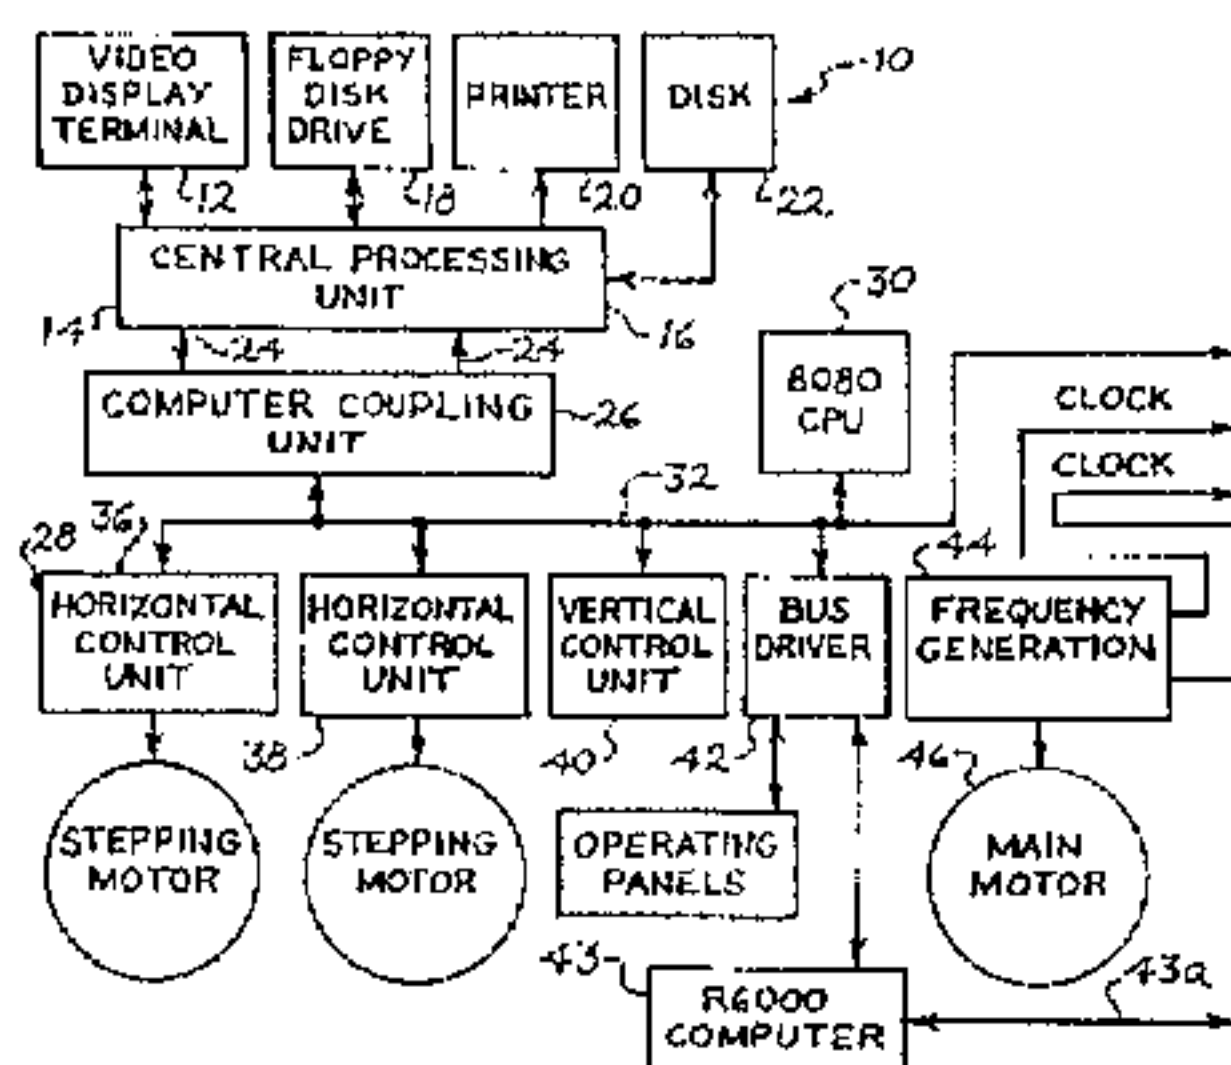 VIDEO
DISPLAY
TERMINAL
FLOPPY
DISK
DRIVE
PRINTER
DISK
10
12
18
20
22
CENTRAL PROCESSING
UNIT
14
24
24
16
30
8080
CPU
CLOCK
CLOCK
COMPUTER COUPLING
UNIT
26
32
28
36
44
HORIZONTAL
CONTROL
UNIT
HORIZONTAL
CONTROL
UNIT
VERTICAL
CONTROL
UNIT
BUS
DRIVER
FREQUENCY
GENERATION
38
40
42
46
STEPPING
MOTOR
STEPPING
MOTOR
OPERATING
PANELS
MAIN
MOTOR
43
R6000
COMPUTER
43a